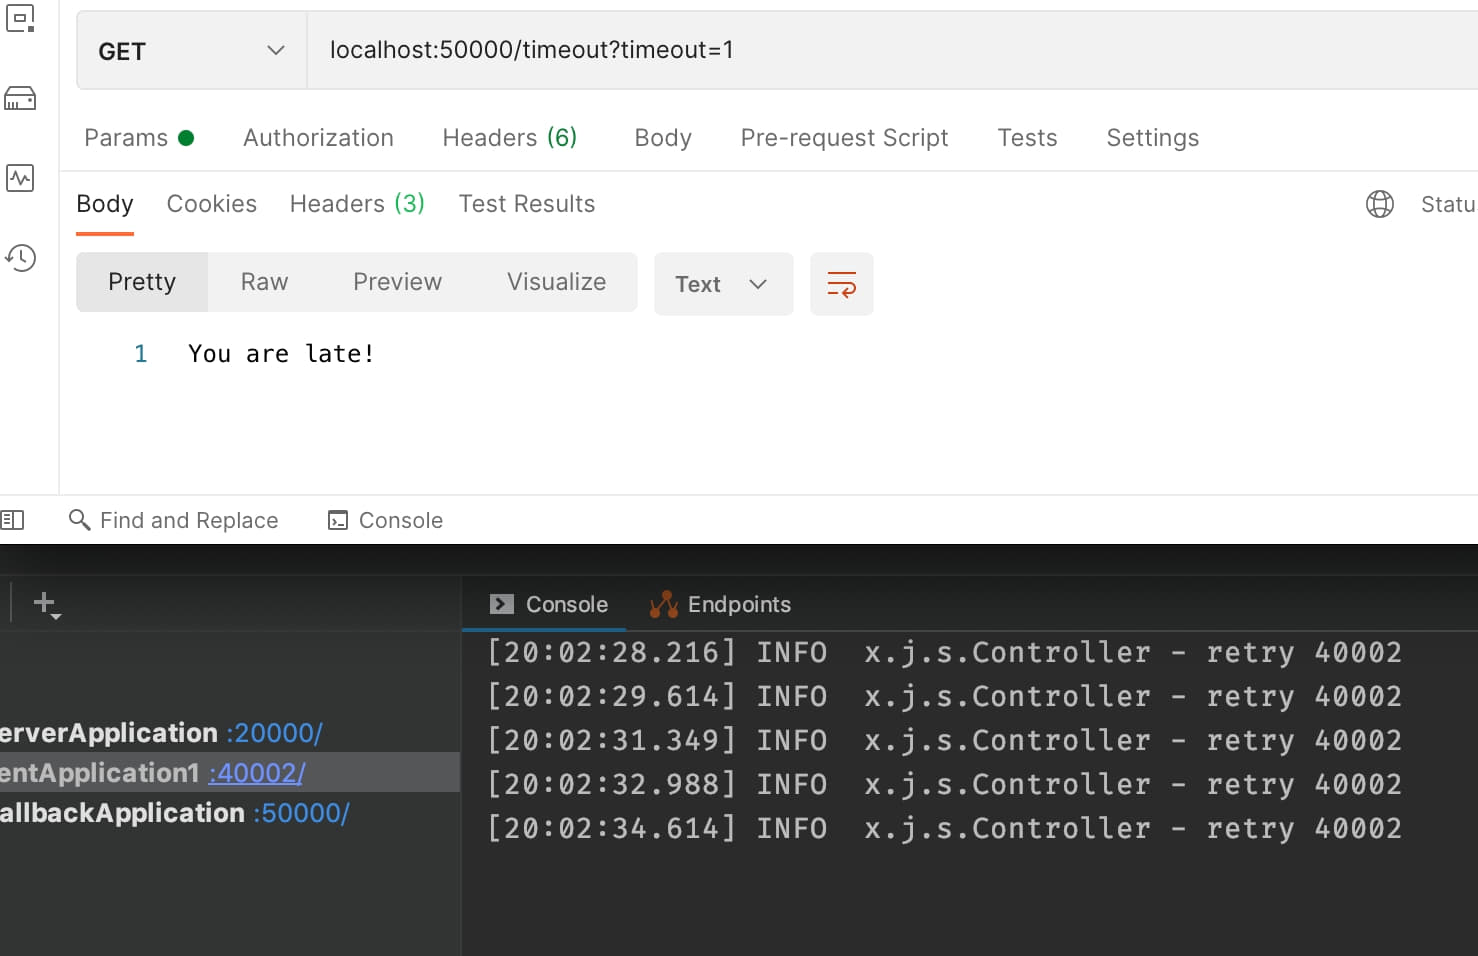 GET localhost:50000/timeout?timeout=1
Params Authorization Headers (6) Body Pre-request Script Tests Settings
Body Cookies Headers (3) Test Results Statu
Pretty Raw Preview Visualize Text
1 You are late!
Find and Replace Console
Console Endpoints
[20:02:28.216] INFO x.j.s.Controller - retry 40002
[20:02:29.614] INFO x.j.s.Controller - retry 40002
[20:02:31.349] INFO x.j.s.Controller - retry 40002
[20:02:32.988] INFO x.j.s.Controller - retry 40002
[20:02:34.614] INFO x.j.s.Controller - retry 40002
erverApplication :20000/
entApplication1 :40002/
allbackApplication :50000/